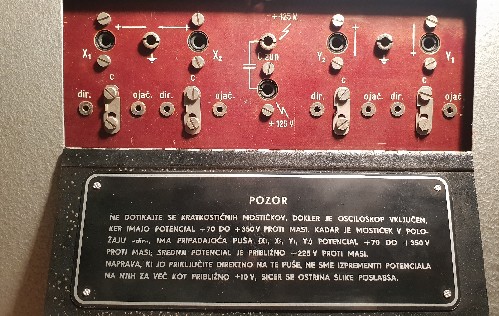 +125V
X₁ X₂ 0,2µN Y₂ Y₁
c c c c
dir. ojač. dir. ojač. dir. ojač. dir. ojač.
+125V
POZOR
NE DOTIKAJTE SE KRATKOSTIČNIH MOSTIČKOV, DOKLER JE OSCILOSKOP VKLJUČEN,
KER IMAJO POTENCIAL +70 DO +350V PROTI MASI. KADAR JE MOSTIČEK V POLO-
ŽAJU »dir«, IMA PRIPADAJOČA PUŠA (X₁, X₂, Y₁, Y₂) POTENCIAL +70 DO +350V
PROTI MASI; SREDNJI POTENCIAL JE PRIBLIŽNO +225V PROTI MASI.
NAPRAVA, KI JO PRIKLJUČITE DIREKTNO NA TE PUŠE, NE SME IZPREMENITI POTENCIALA
NA NJIH ZA VEČ KOT PRIBLIŽNO +10V, SICER SE OSTRINA SLIKE POSLABŠA.